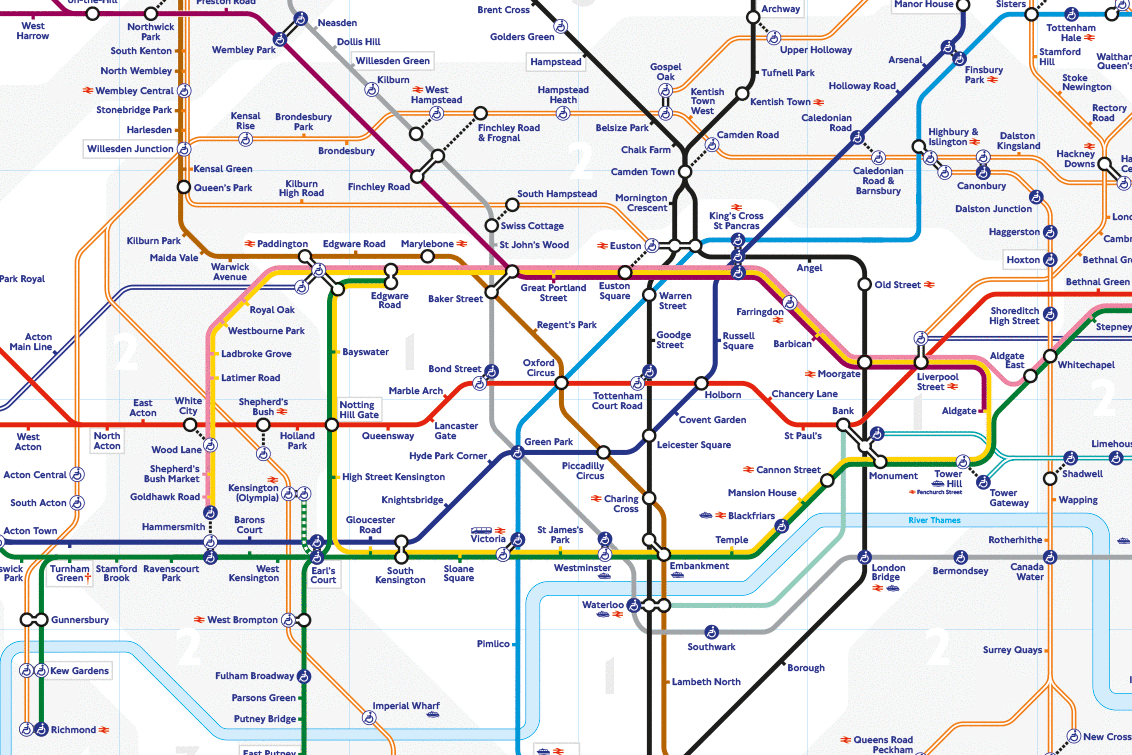 West
Harrow
on-the-Hill
Northwick
Park
Preston Road
South Kenton
North Wembley
Wembley Central
Stonebridge Park
Harlesden
Willesden Junction
Kensal Green
Queen's Park
Kilburn Park
Maida Vale
Warwick
Avenue
Wembley Park
Neasden
Dollis Hill
Willesden Green
Kilburn
West
Hampstead
Kensal
Rise
Brondesbury
Park
Brondesbury
Finchley Road
& Frognal
Finchley Road
Kilburn
High Road
South Hampstead
Swiss Cottage
St John's Wood
Hampstead
Heath
Brent Cross
Golders Green
Hampstead
Belsize Park
Chalk Farm
Camden Town
Mornington
Crescent
Gospel
Oak
Kentish
Town
West
Archway
Upper Holloway
Tufnell Park
Kentish Town
Camden Road
Manor House
Arsenal
Finsbury
Park
Holloway Road
Caledonian
Road
Caledonian
Road &
Barnsbury
Highbury &
Islington
Canonbury
Dalston
Kingsland
Dalston Junction
Haggerston
Hoxton
Shoreditch
High Street
Sisters
Tottenham
Hale
Stamford
Hill
Stoke
Newington
Rectory
Road
Hackney
Downs
Bethnal Green
Stepney
Whitechapel
Aldgate
East
Aldgate
King's Cross
St Pancras
Euston
Euston
Square
Great Portland
Street
Baker Street
Marylebone
Edgware Road
Paddington
Edgware
Road
Royal Oak
Westbourne Park
Ladbroke Grove
Latimer Road
Bayswater
Notting
Hill Gate
Park Royal
Acton
Main Line
East
Acton
West
Acton
North
Acton
White
City
Wood Lane
Shepherd's
Bush
Holland
Park
Queensway
Lancaster
Gate
Marble Arch
Bond Street
Oxford
Circus
Regent's Park
Warren
Street
Goodge
Street
Russell
Square
Tottenham
Court Road
Holborn
Chancery Lane
St Paul's
Bank
Angel
Old Street
Farringdon
Barbican
Moorgate
Liverpool
Street
Covent Garden
Leicester Square
Green Park
Piccadilly
Circus
Hyde Park Corner
Knightsbridge
High Street Kensington
Shepherd's
Bush Market
Goldhawk Road
Hammersmith
Kensington
(Olympia)
Acton Central
South Acton
Acton Town
Barons
Court
Gloucester
Road
Turnham
Green
Stamford
Brook
Ravenscourt
Park
West
Kensington
Earl's
Court
South
Kensington
Sloane
Square
Victoria
St James's
Park
Westminster
Charing
Cross
Embankment
Temple
Blackfriars
Mansion House
Cannon Street
Monument
Tower
Hill
Fenchurch Street
Tower
Gateway
Shadwell
Wapping
River Thames
Rotherhithe
Canada
Water
Bermondsey
London
Bridge
Waterloo
Southwark
Borough
Lambeth North
Pimlico
Surrey Quays
New Cross
Queens Road
Peckham
Gunnersbury
Kew Gardens
Richmond
West Brompton
Fulham Broadway
Parsons Green
Putney Bridge
East Putney
Imperial Wharf
1
1
2
2
2
2
2